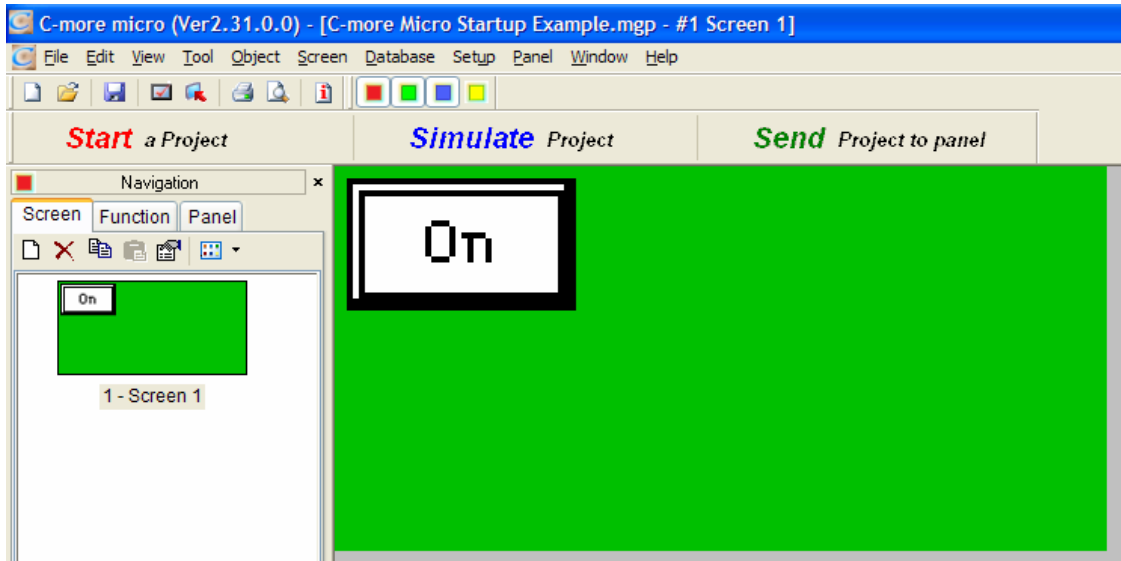 C-more micro (Ver2.31.0.0) - [C-more Micro Startup Example.mgp - #1 Screen 1]
File Edit View Tool Object Screen Database Setup Panel Window Help
Start a Project Simulate Project Send Project to panel
Navigation
Screen Function Panel
On
On
1 - Screen 1